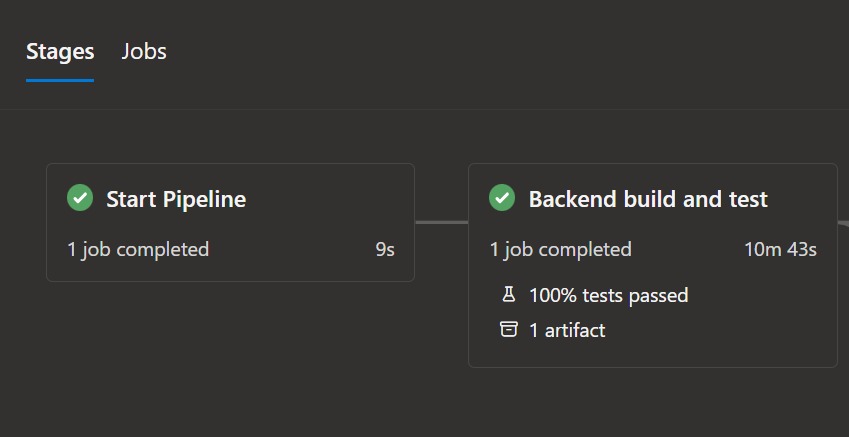 Stages Jobs
Start Pipeline
1 job completed 9s
Backend build and test
1 job completed 10m 43s
100% tests passed
1 artifact